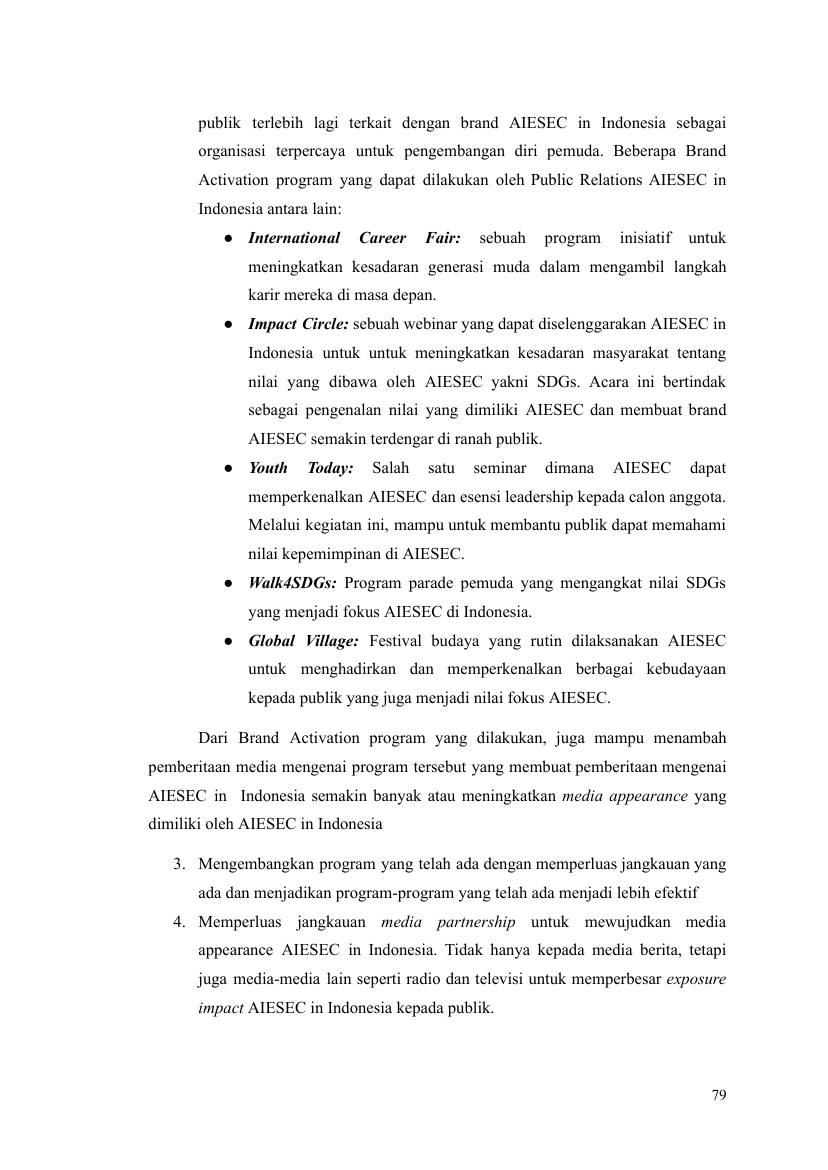 publik terlebih lagi terkait dengan brand AIESEC in Indonesia sebagai
organisasi terpercaya untuk pengembangan diri pemuda. Beberapa Brand
Activation program yang dapat dilakukan oleh Public Relations AIESEC in
Indonesia antara lain:
● International Career Fair: sebuah program inisiatif untuk
meningkatkan kesadaran generasi muda dalam mengambil langkah
karir mereka di masa depan.
● Impact Circle: sebuah webinar yang dapat diselenggarakan AIESEC in
Indonesia untuk untuk meningkatkan kesadaran masyarakat tentang
nilai yang dibawa oleh AIESEC yakni SDGs. Acara ini bertindak
sebagai pengenalan nilai yang dimiliki AIESEC dan membuat brand
AIESEC semakin terdengar di ranah publik.
● Youth Today: Salah satu seminar dimana AIESEC dapat
memperkenalkan AIESEC dan esensi leadership kepada calon anggota.
Melalui kegiatan ini, mampu untuk membantu publik dapat memahami
nilai kepemimpinan di AIESEC.
● Walk4SDGs: Program parade pemuda yang mengangkat nilai SDGs
yang menjadi fokus AIESEC di Indonesia.
● Global Village: Festival budaya yang rutin dilaksanakan AIESEC
untuk menghadirkan dan memperkenalkan berbagai kebudayaan
kepada publik yang juga menjadi nilai fokus AIESEC.
Dari Brand Activation program yang dilakukan, juga mampu menambah
pemberitaan media mengenai program tersebut yang membuat pemberitaan mengenai
AIESEC in  Indonesia semakin banyak atau meningkatkan media appearance yang
dimiliki oleh AIESEC in Indonesia
3. Mengembangkan program yang telah ada dengan memperluas jangkauan yang
ada dan menjadikan program-program yang telah ada menjadi lebih efektif
4. Memperluas jangkauan media partnership untuk mewujudkan media
appearance AIESEC in Indonesia. Tidak hanya kepada media berita, tetapi
juga media-media lain seperti radio dan televisi untuk memperbesar exposure
impact AIESEC in Indonesia kepada publik.
79